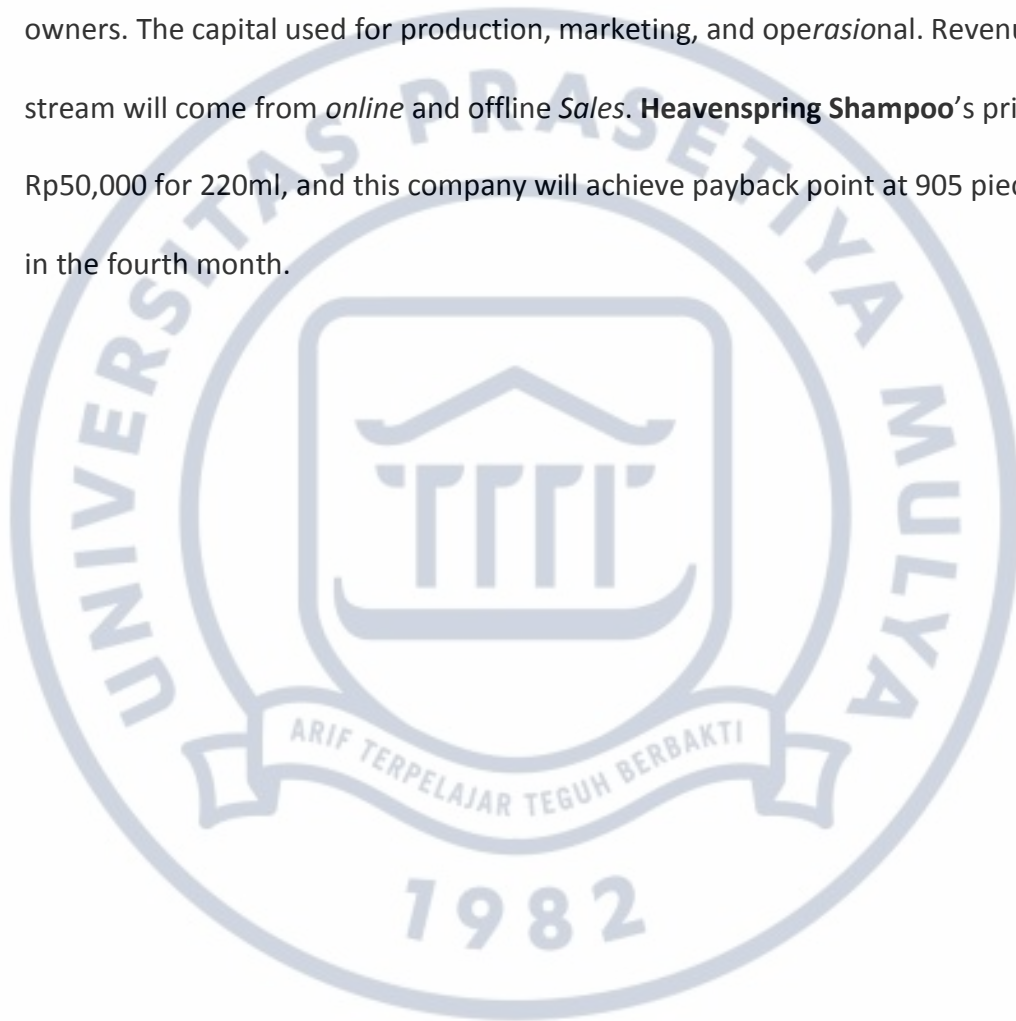 owners. The capital used for production, marketing, and operasional. Revenu
stream will come from online and offline Sales. Heavenspring Shampoo's pri
Rp50,000 for 220ml, and this company will achieve payback point at 905 piec
in the fourth month.
UNIVERSITAS PRASETIYA MULYA
ARIF TERPELAJAR TEGUH BERBAKTI
1982